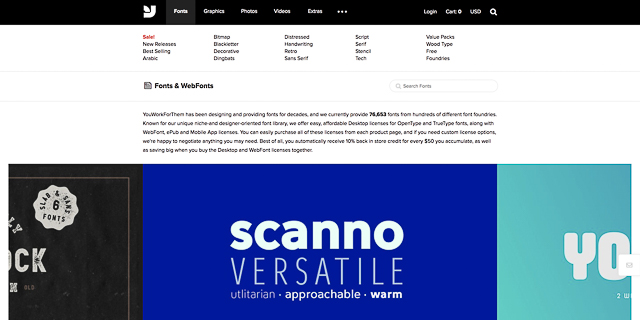 Fonts Graphics Photos Videos Extras ••• Login Cart: 0 USD
Sale! Bitmap Distressed Script Value Packs
New Releases Blackletter Handwriting Serif Wood Type
Best Selling Decorative Retro Stencil Free
Arabic Dingbats Sans Serif Tech Foundries
Fonts & WebFonts Search Fonts
YouWorkForThem has been designing and providing fonts for decades, and we currently provide 76,653 fonts from hundreds of different font foundries.
Known for our unique niche-and designer-oriented font library, we offer easy, affordable Desktop licenses for OpenType and TrueType fonts, along with
WebFont, ePub and Mobile App licenses. You can easily purchase all of these licenses from each product page, and if you need custom license options,
we're happy to negotiate anything you may need. Best of all, you automatically receive 10% back in store credit for every $50 you accumulate, as well
as saving big when you buy the Desktop and WebFont licenses together.
SLAB & SANS
6
FONTS
LY
OCK
X OLD
scanno
VERSATILE
utlitarian · approachable · warm
YO
2 W